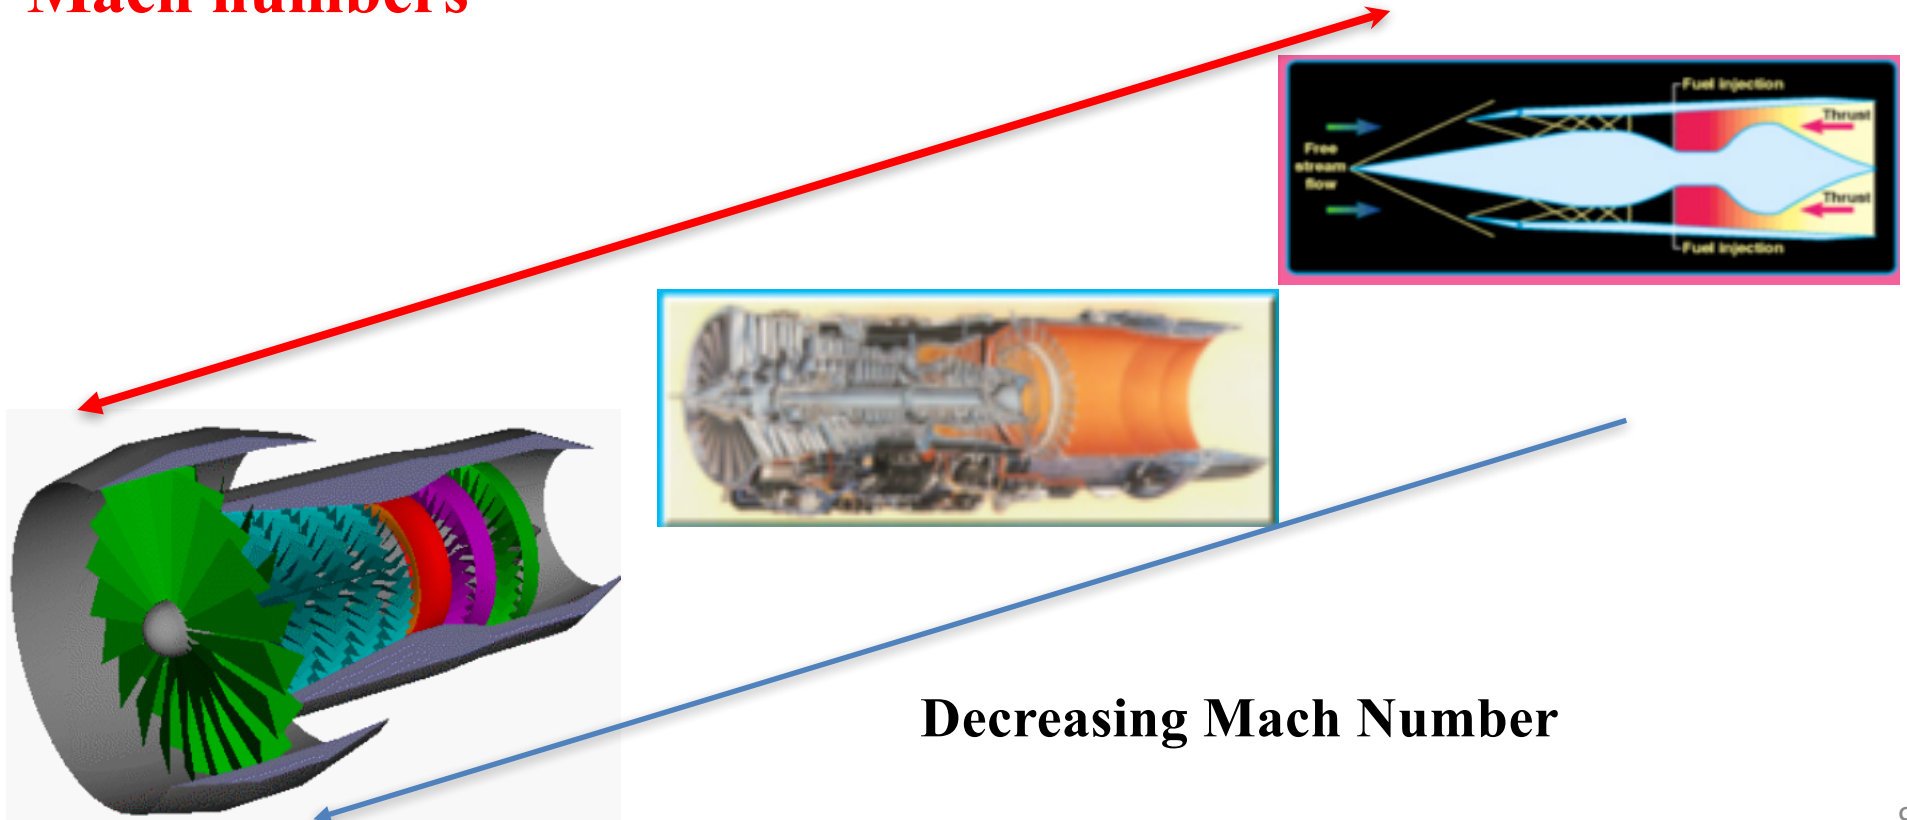 Mach numbers
Fuel injection
Thrust
Free
stream
flow
Thrust
Fuel injection
Decreasing Mach Number